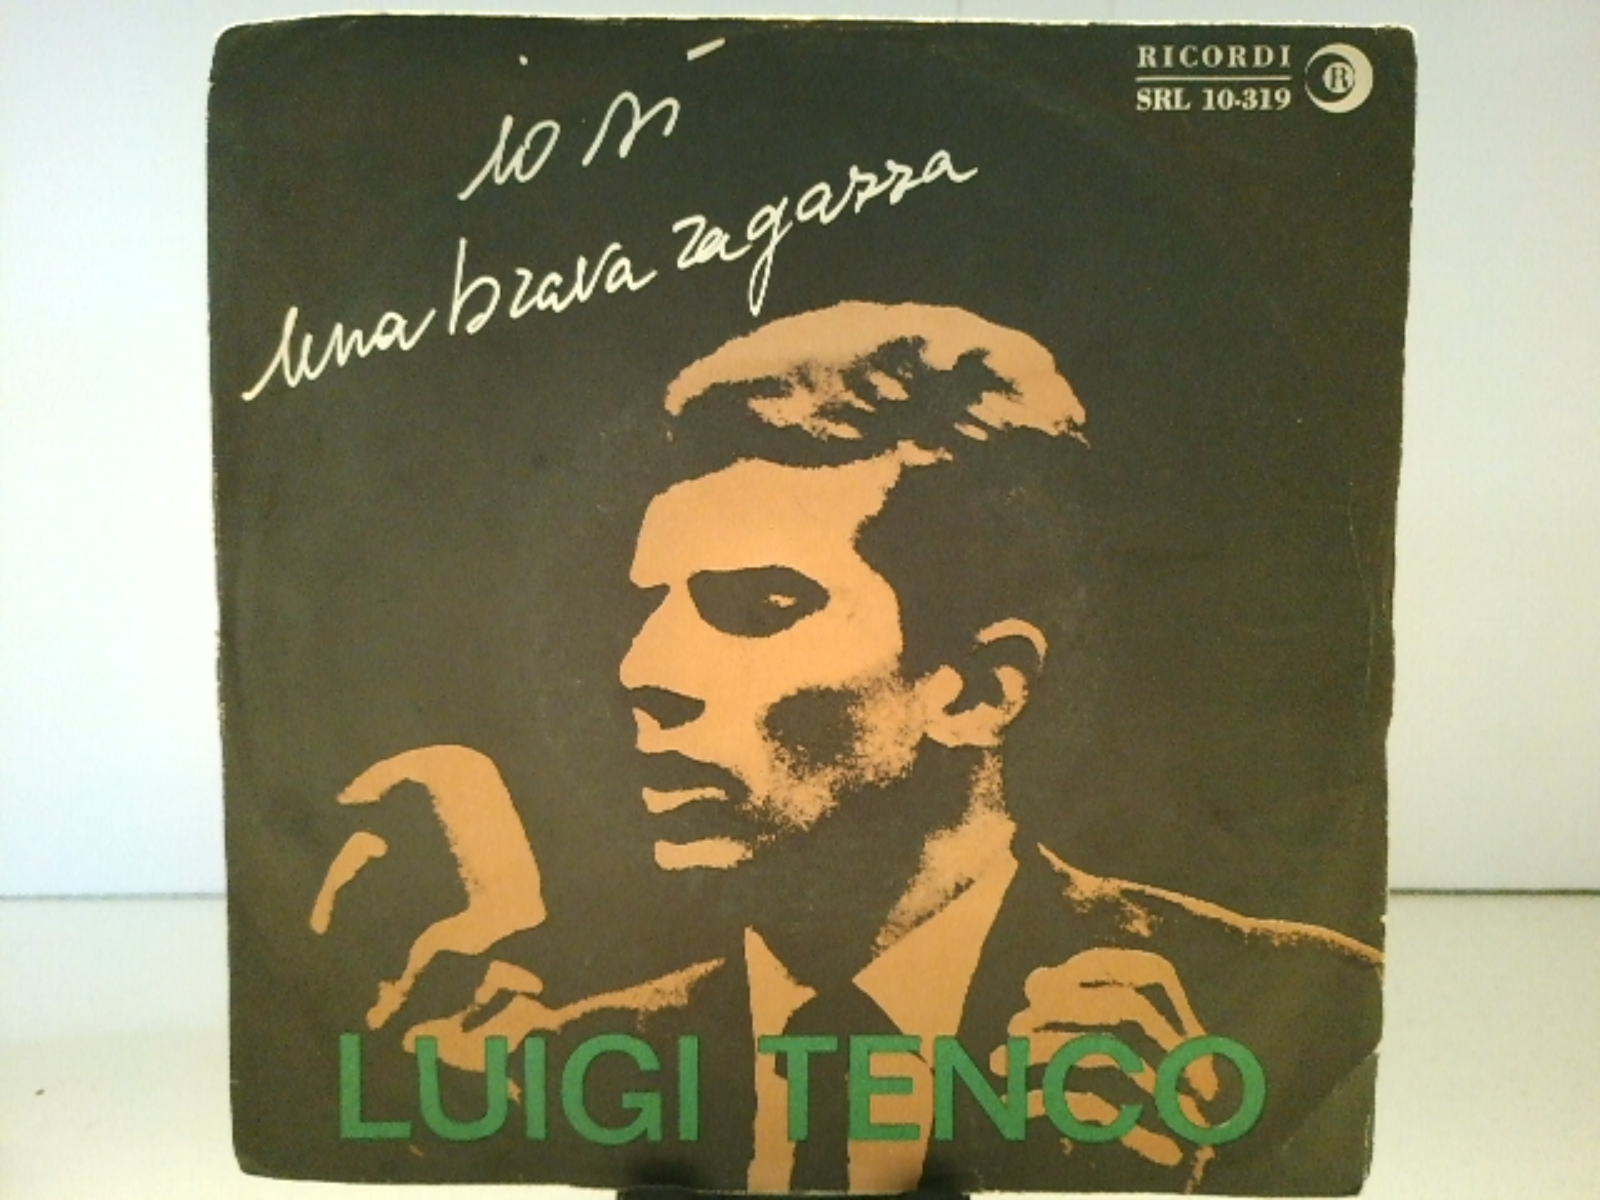 io sì
una brava ragazza
RICORDI
SRL 10-319
R
LUIGI TENCO